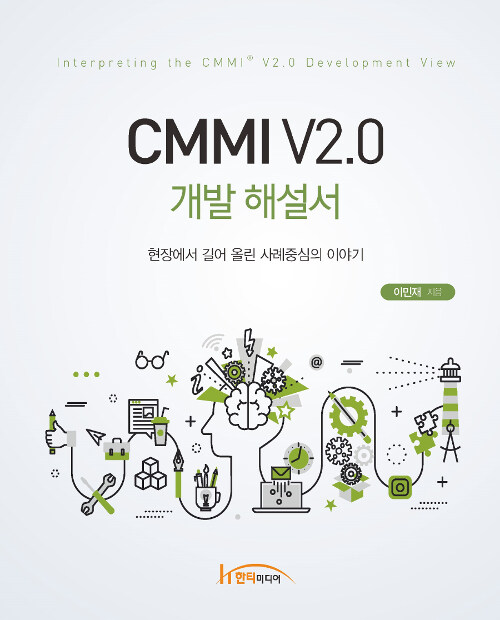 Interpreting the CMMI® V2.0 Development View
CMMI V2.0
개발 해설서
현장에서 길어 올린 사례중심의 이야기
이민재 지음
@
한티미디어